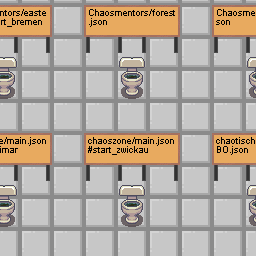 ntors/easte
rt_bremen
Chaosmentors/forest
.json
Chaosme
son
e/main.json
imar
chaoszone/main.json
#start_zwickau
chaotisch
BO.json